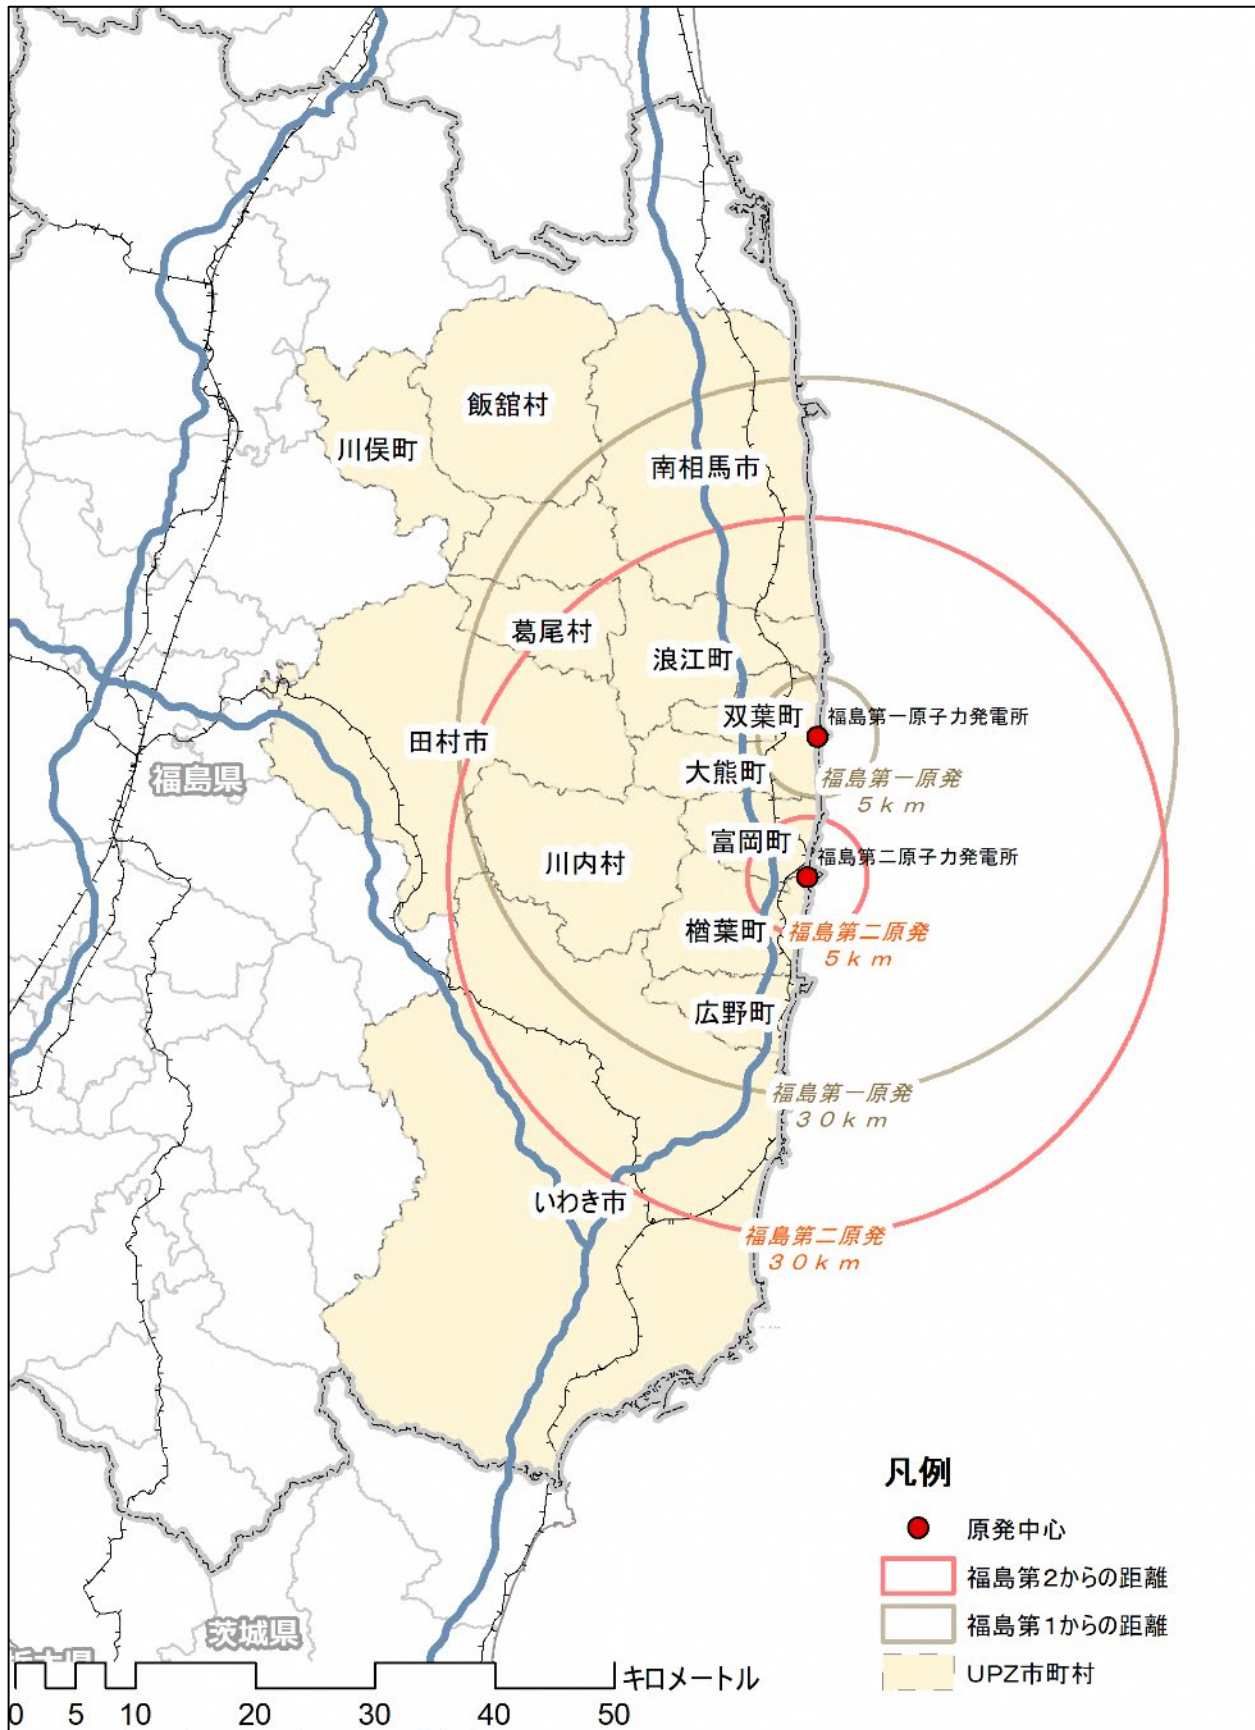 飯舘村
川俣町
南相馬市
葛尾村
浪江町
双葉町
福島第一原子力発電所
田村市
大熊町
福島県
福島第一原発
5km
富岡町
川内村
福島第二原子力発電所
楢葉町
福島第二原発
5km
広野町
福島第一原発
30km
いわき市
福島第二原発
30km
凡例
原発中心
福島第2からの距離
福島第1からの距離
UPZ市町村
茨城県
キロメートル
0 5 10 20 30 40 50